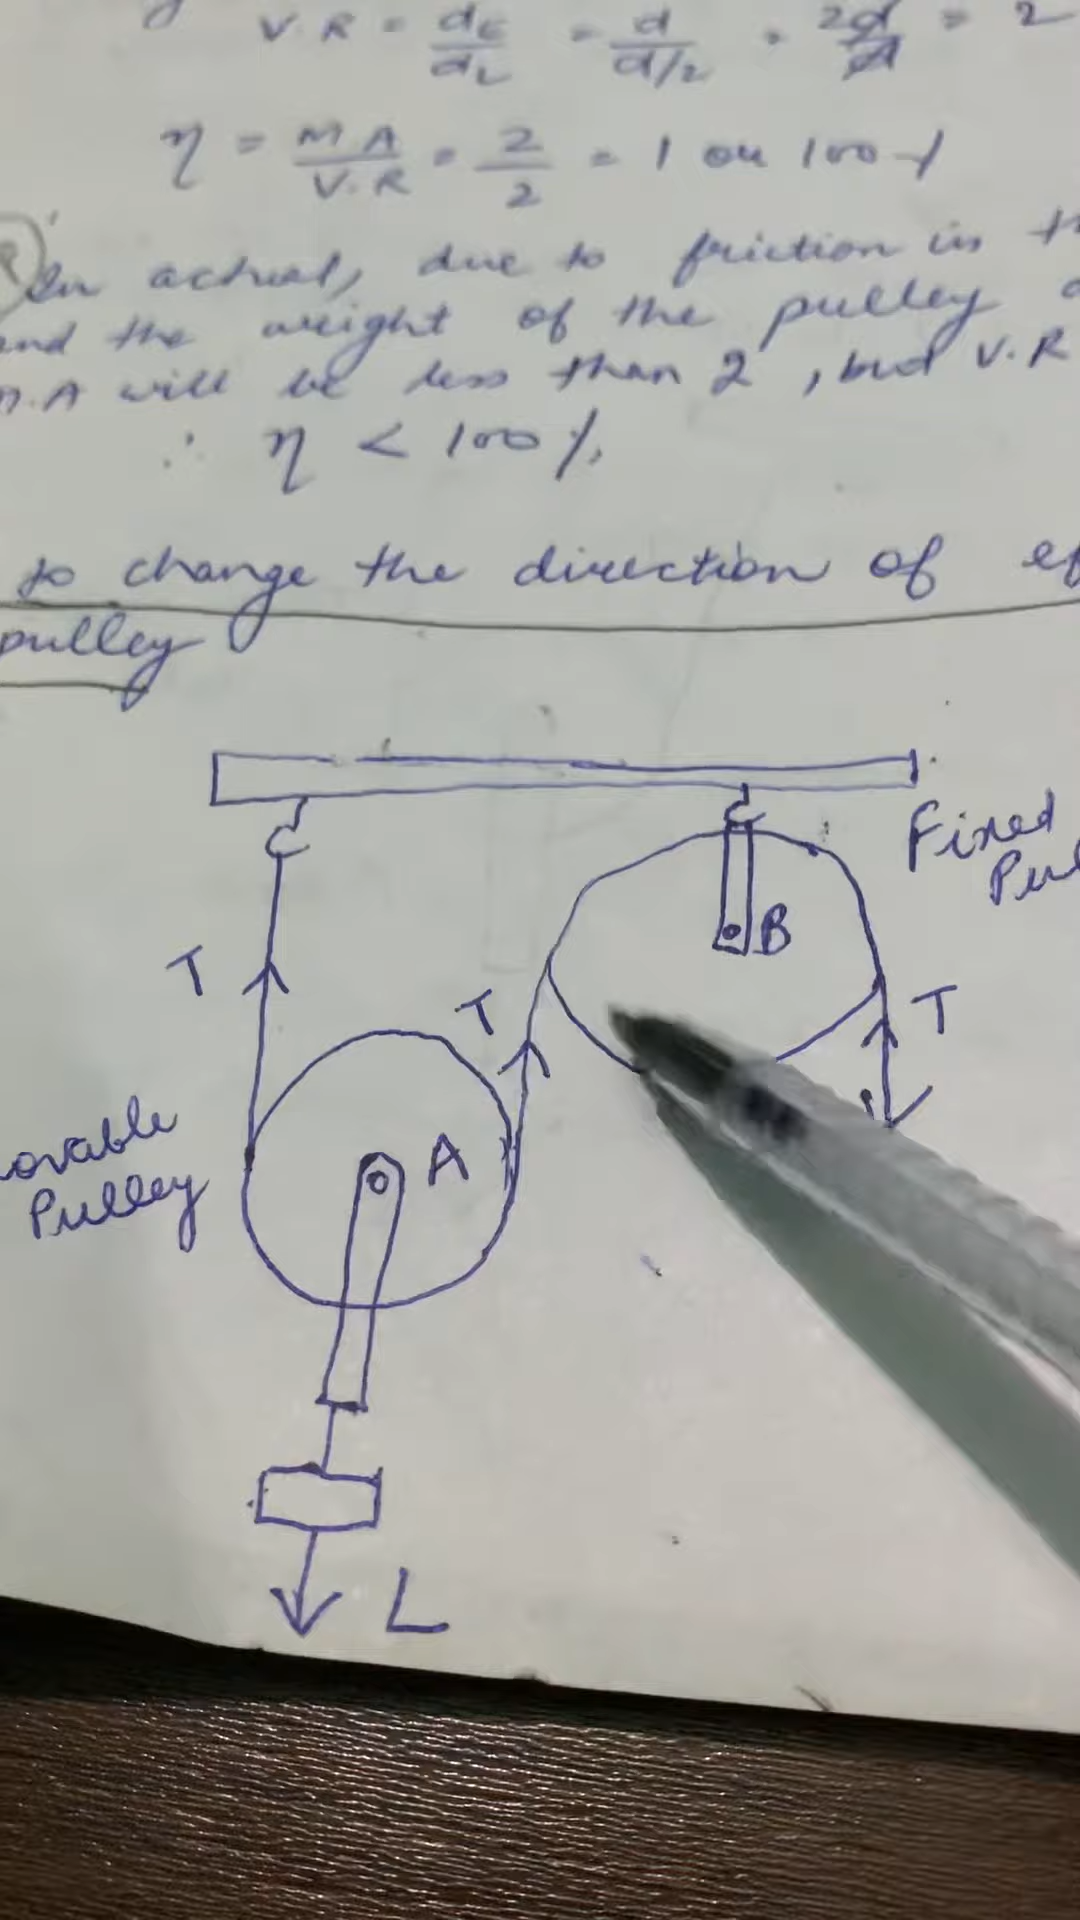 V.R = dE/dL = d/d/2 = 2d/d = 2
η = M.A/V.R = 2/2 = 1 or 100%
In actual, due to friction in
and the weight of the pulley
M.A will be less than 2, but V.R
∴ η < 100%.
to change the direction of
pulley
Fixed
B
T
T
T
A
Pulley
L